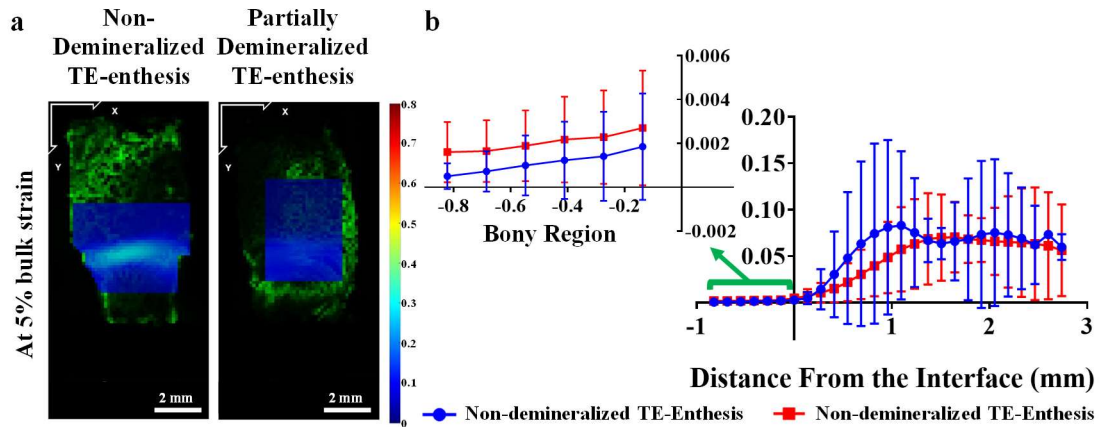 a
Non-
Demineralized
TE-enthesis
Partially
Demineralized
TE-enthesis
At 5% bulk strain
X
Y
2 mm
X
Y
2 mm
0.8
0.7
0.6
0.5
0.4
0.3
0.2
0.1
0
b
0.006
0.004
0.002
-0.002
-0.8 -0.6 -0.4 -0.2
Bony Region
0.20
0.15
0.10
0.05
-1 1 2 3
Distance From the Interface (mm)
Non-demineralized TE-Enthesis
Non-demineralized TE-Enthesis